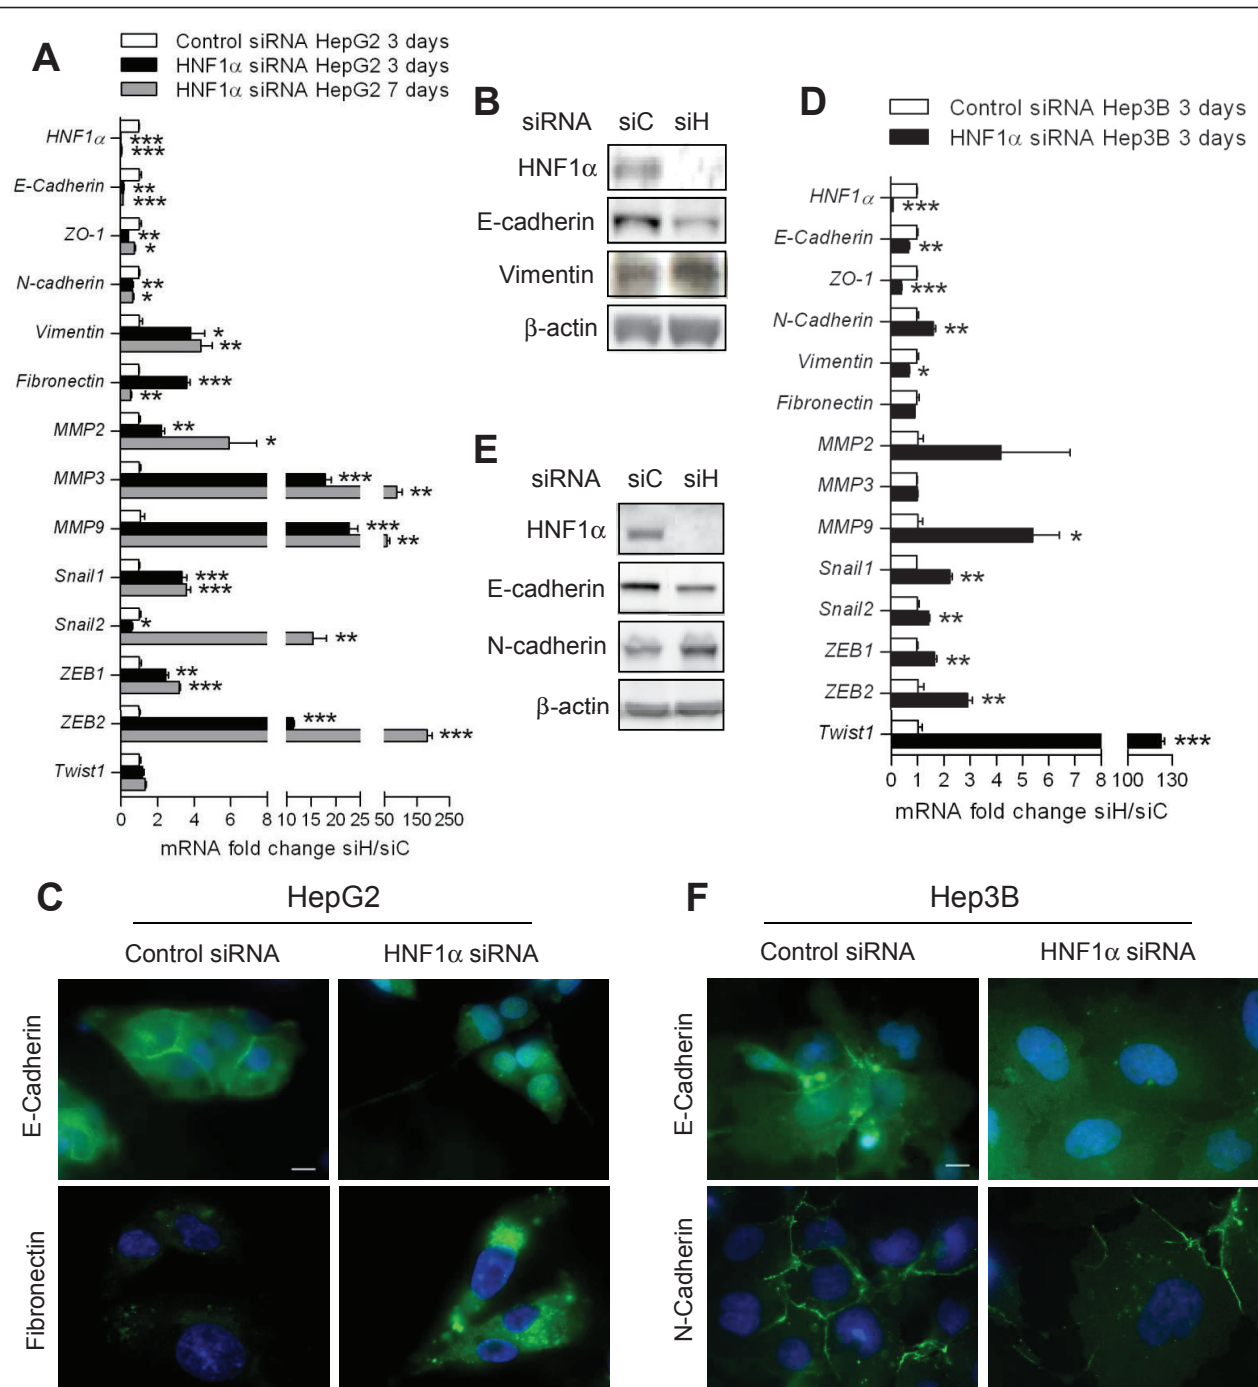 A
Control siRNA HepG2 3 days
HNF1α siRNA HepG2 3 days
HNF1α siRNA HepG2 7 days
HNF1α
***
***
E-Cadherin
**
***
ZO-1
**
*
N-cadherin
**
*
Vimentin
*
**
Fibronectin
***
**
MMP2
**
*
MMP3
***
**
MMP9
***
**
Snail1
***
***
Snail2
*
**
ZEB1
**
***
ZEB2
***
***
Twist1
0 2 4 6 8 10 15 20 25 50 150 250
mRNA fold change siH/siC
B
siRNA siC siH
HNF1α
E-cadherin
Vimentin
β-actin
E
siRNA siC siH
HNF1α
E-cadherin
N-cadherin
β-actin
D
Control siRNA Hep3B 3 days
HNF1α siRNA Hep3B 3 days
HNF1α
***
E-Cadherin
**
ZO-1
***
N-Cadherin
**
Vimentin
*
Fibronectin
MMP2
MMP3
MMP9
*
Snail1
**
Snail2
**
ZEB1
**
ZEB2
**
Twist1
***
0 1 2 3 4 5 6 7 8 100 130
mRNA fold change siH/siC
C
HepG2
Control siRNA HNF1α siRNA
E-Cadherin
Fibronectin
F
Hep3B
Control siRNA HNF1α siRNA
E-Cadherin
N-Cadherin